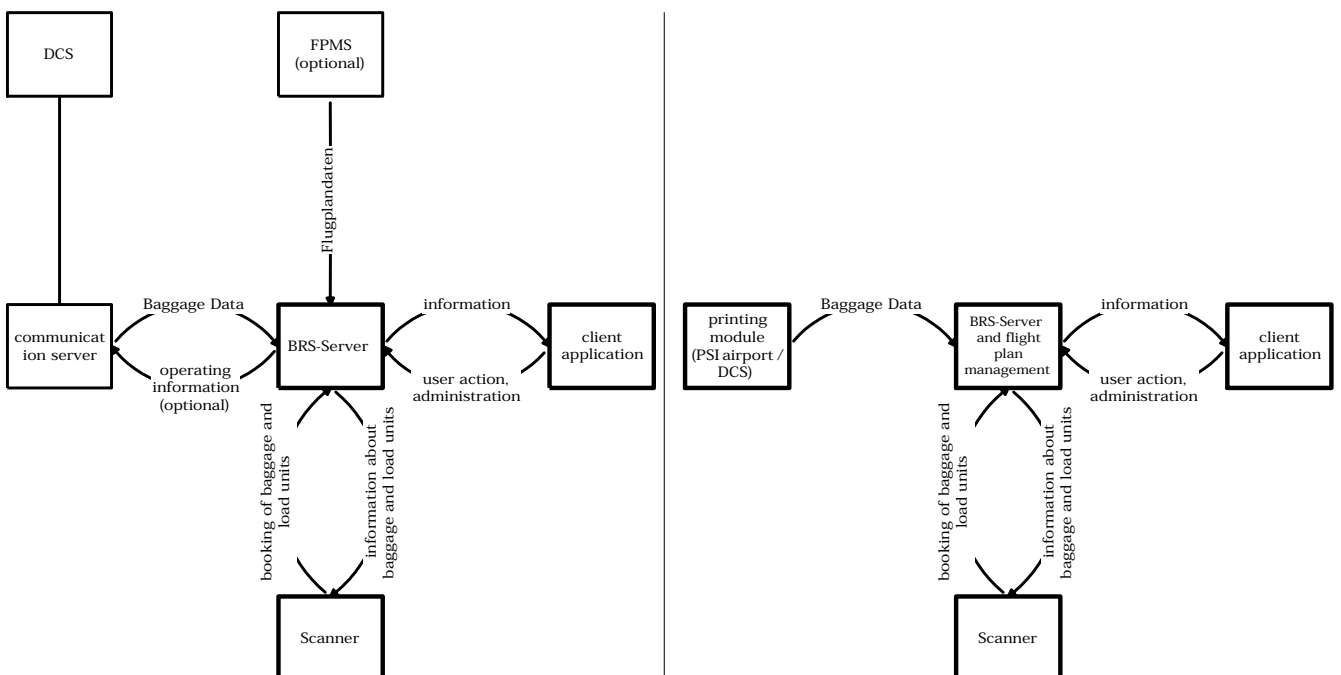 DCS
FPMS
(optional)
Flugplandaten
Baggage Data
information
communicat
ion server
BRS-Server
client
application
operating
information
(optional)
user action,
administration
booking of baggage and
load units
information about
baggage and load units
Scanner
Baggage Data
information
printing
module
(PSI airport /
DCS)
BRS-Server
and flight
plan
management
client
application
user action,
administration
booking of baggage and
load units
information about
baggage and load units
Scanner